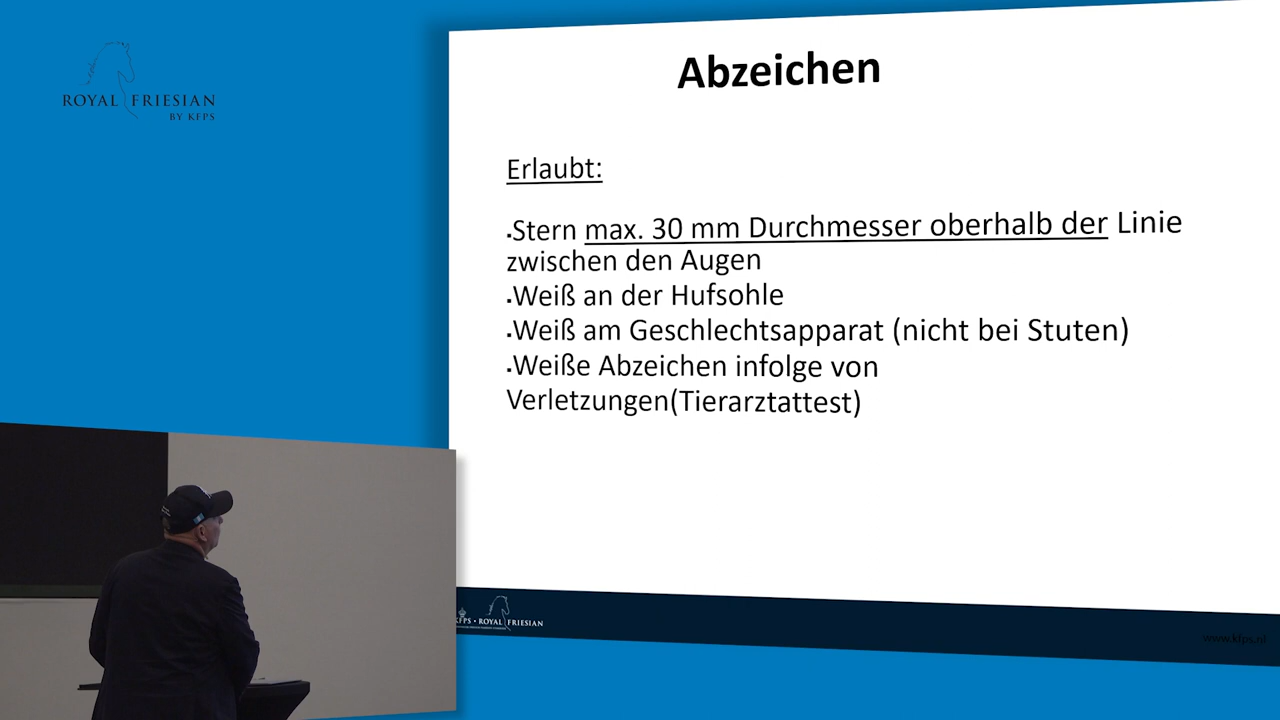 ROYAL FRIESIAN
BY KFPS
Abzeichen
Erlaubt:
▪Stern max. 30 mm Durchmesser oberhalb der Linie
zwischen den Augen
▪Weiß an der Hufsohle
▪Weiß am Geschlechtsapparat (nicht bei Stuten)
▪Weiße Abzeichen infolge von
Verletzungen(Tierarztattest)
KFPS • ROYAL FRIESIAN
www.kfps.nl